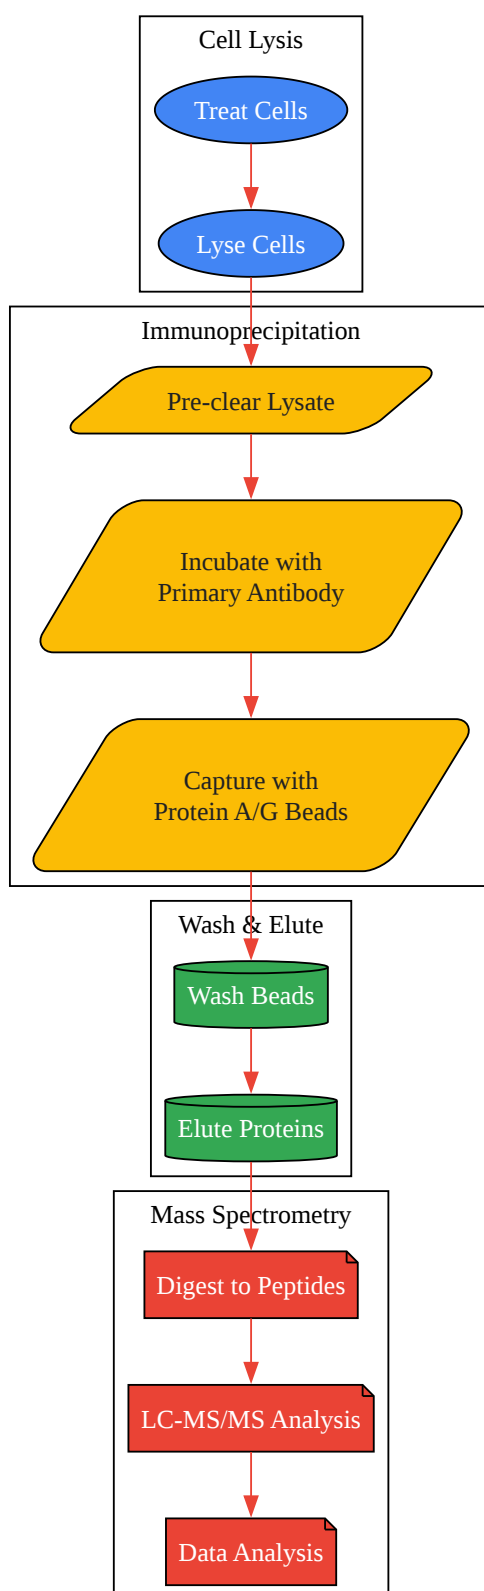 Cell Lysis
Treat Cells
Lyse Cells
Immunoprecipitation
Pre-clear Lysate
Incubate with
Primary Antibody
Capture with
Protein A/G Beads
Wash & Elute
Wash Beads
Elute Proteins
Mass Spectrometry
Digest to Peptides
LC-MS/MS Analysis
Data Analysis